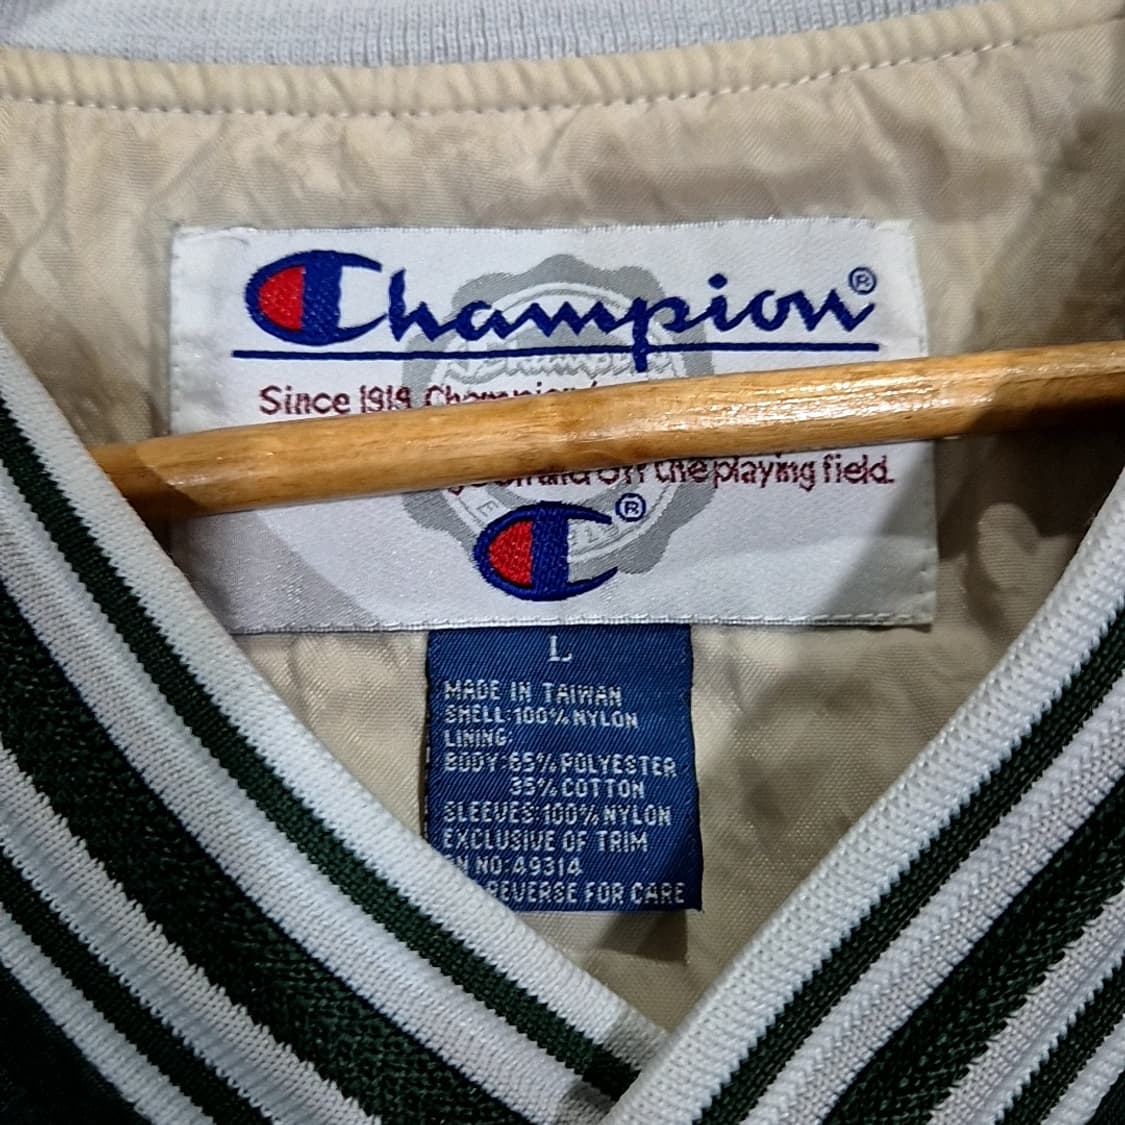 Champion®
Since 1919, Champion
off the playing field.
®
L
MADE IN TAIWAN
SHELL:100%NYLON
LINING:
BODY:65%POLYESTER
35%COTTON
SLEEVES:100%NYLON
EXCLUSIVE OF TRIM
NO:49314
REVERSE FOR CARE